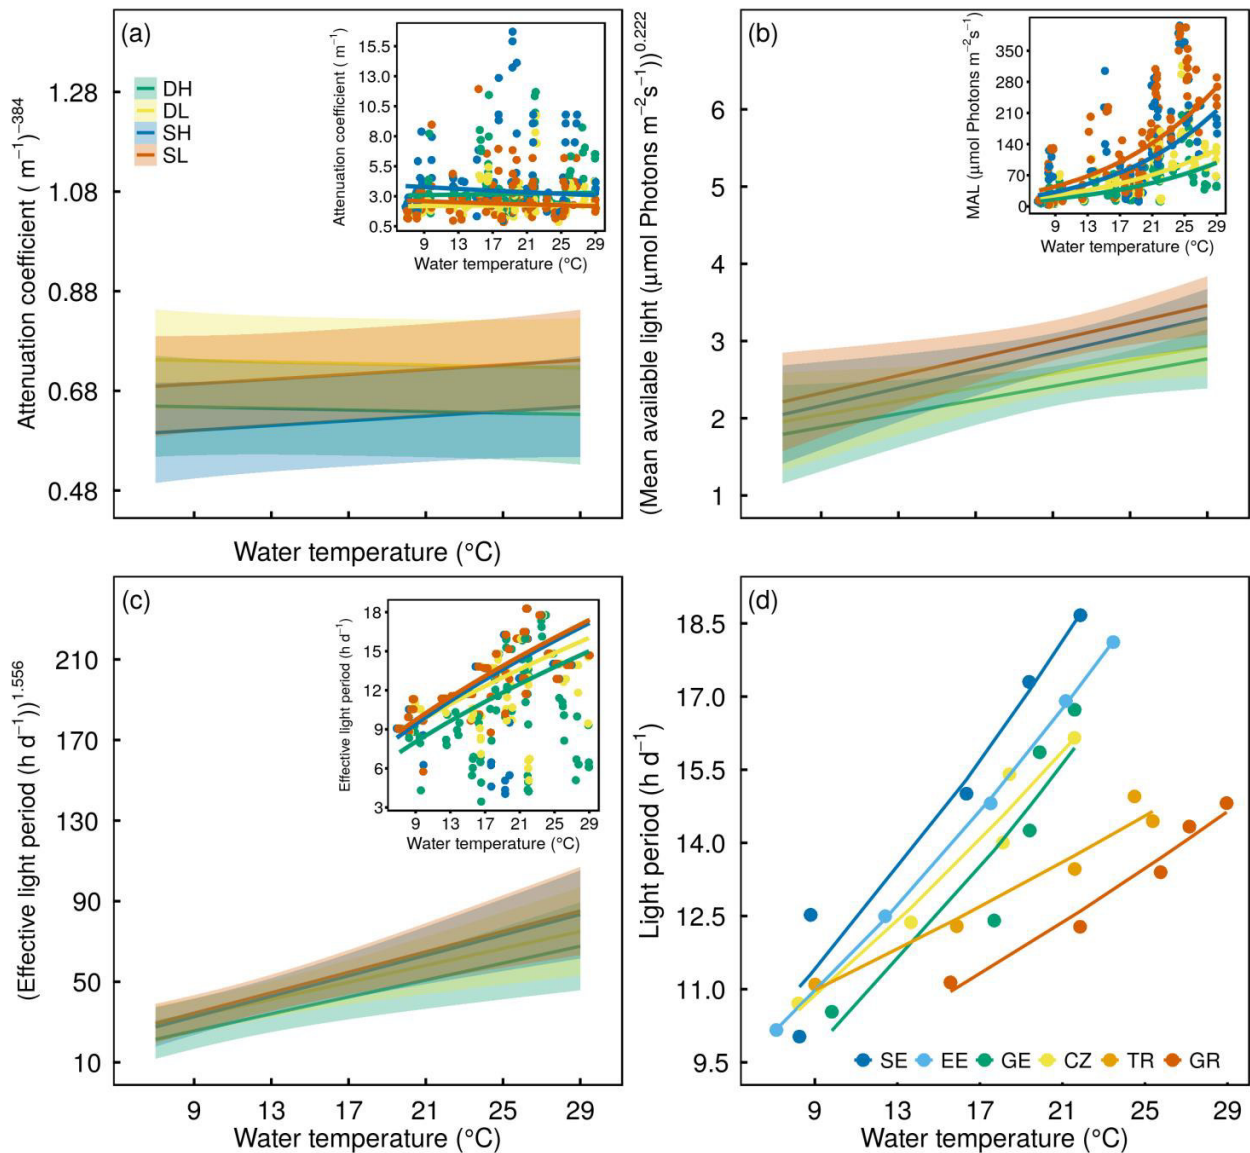 (a)
Attenuation coefficient ( m⁻¹)⁻³⁸⁴
1.28
1.08
0.88
0.68
0.48
DH
DL
SH
SL
Attenuation coefficient ( m⁻¹)
15.5
13.0
10.5
8.0
5.5
3.0
0.5
9 13 17 21 25 29
Water temperature (°C)
Water temperature (°C)
(b)
(Mean available light (μmol Photons m⁻²s⁻¹))⁰·²²²
6
5
4
3
2
1
MAL (μmol Photons m⁻²s⁻¹)
350
280
210
140
70
0
9 13 17 21 25 29
Water temperature (°C)
(c)
(Effective light period (h d⁻¹))¹·⁵⁵⁶
210
170
130
90
50
10
Effective light period (h d⁻¹)
18
15
12
9
6
3
9 13 17 21 25 29
Water temperature (°C)
9 13 17 21 25 29
Water temperature (°C)
(d)
Light period (h d⁻¹)
18.5
17.0
15.5
14.0
12.5
11.0
9.5
SE EE GE CZ TR GR
9 13 17 21 25 29
Water temperature (°C)